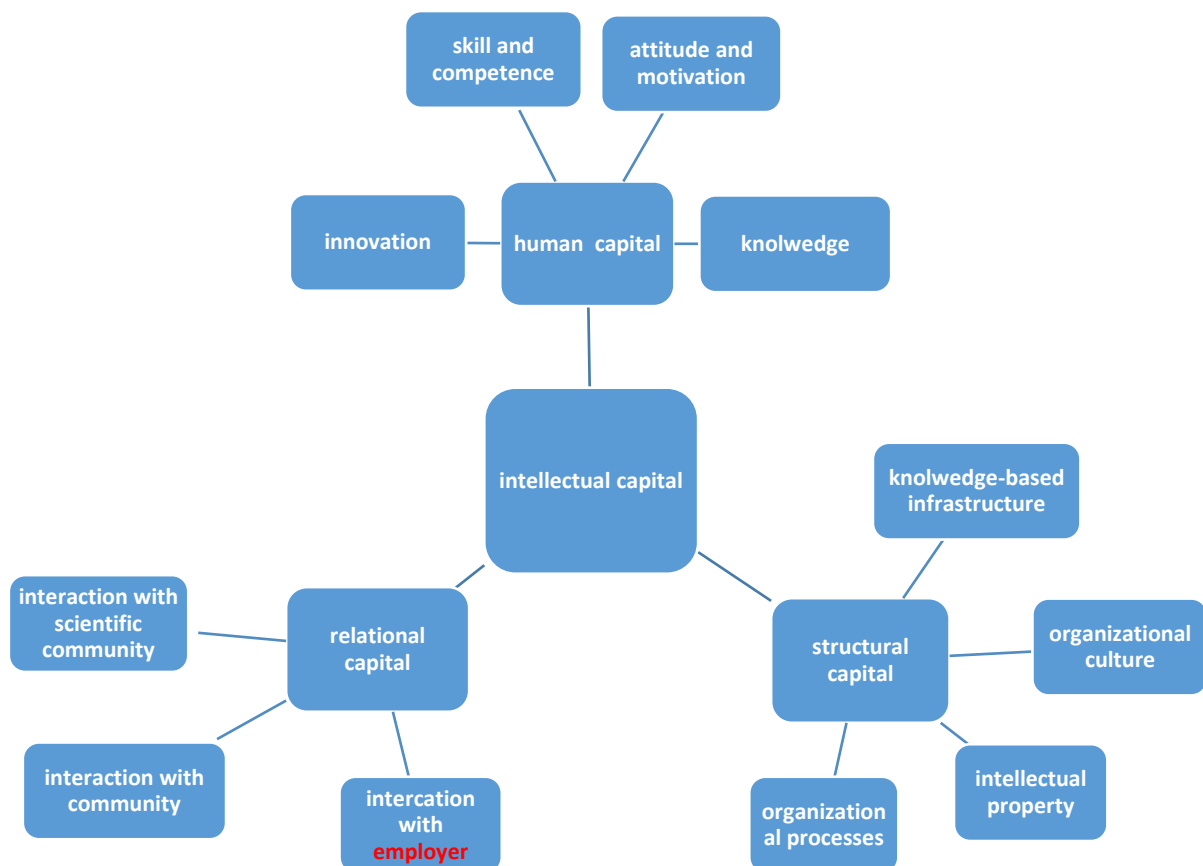 skill and
competence
attitude and
motivation
innovation
human  capital
knolwedge
intellectual capital
knolwedge-based
infrastructure
interaction with
scientific
community
relational
capital
structural
capital
organizational
culture
interaction with
community
intercation
with
employer
organization
al processes
intellectual
property